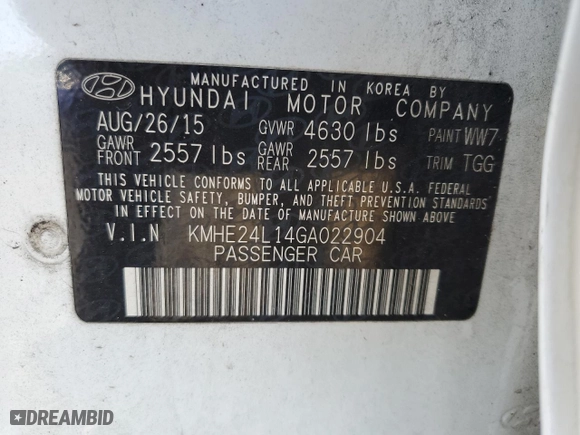 MANUFACTURED IN KOREA BY
HYUNDAI MOTOR COMPANY
AUG/26/15 GVWR 4630 lbs PAINT WW7
GAWR FRONT 2557 lbs GAWR REAR 2557 lbs TRIM TGG
THIS VEHICLE CONFORMS TO ALL APPLICABLE U.S.A. FEDERAL
MOTOR VEHICLE SAFETY, BUMPER, AND THEFT PREVENTION STANDARDS
IN EFFECT ON THE DATE OF MANUFACTURE SHOWN ABOVE
V.I.N KMHE24L14GA022904
PASSENGER CAR
DREAMBID